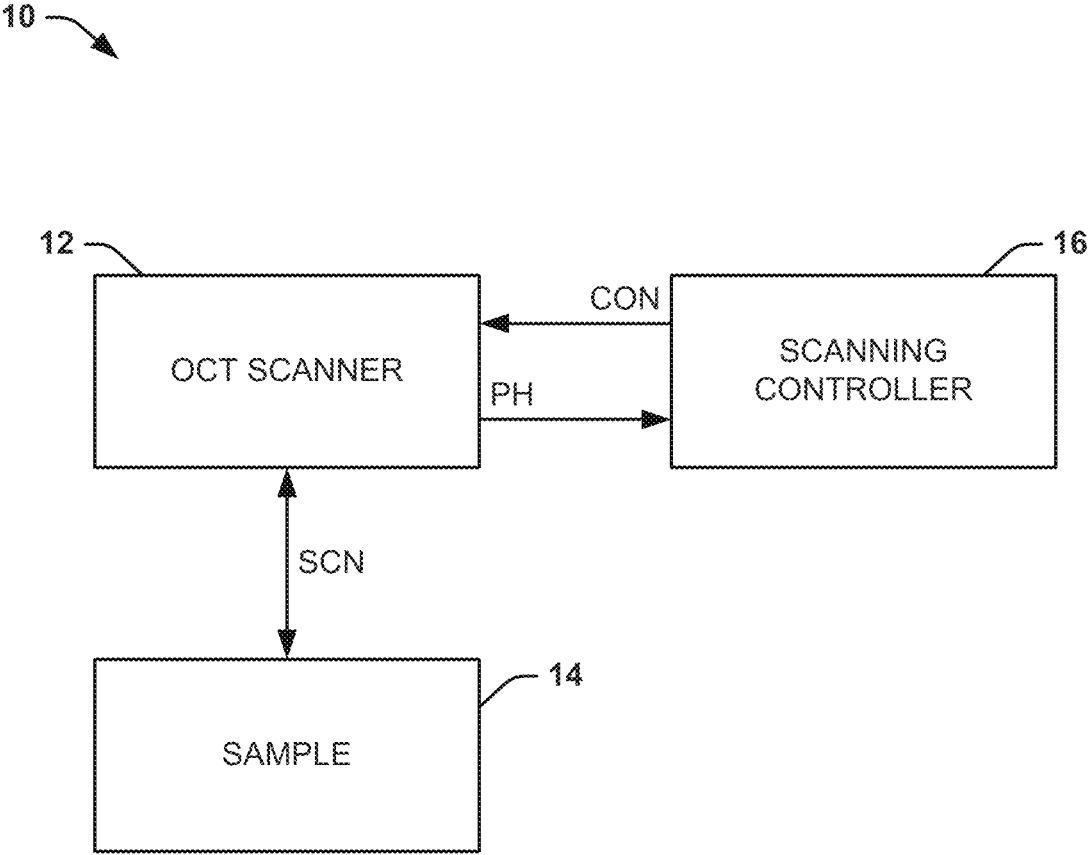 10
12
16
CON
OCT SCANNER
SCANNING
CONTROLLER
PH
SCN
14
SAMPLE